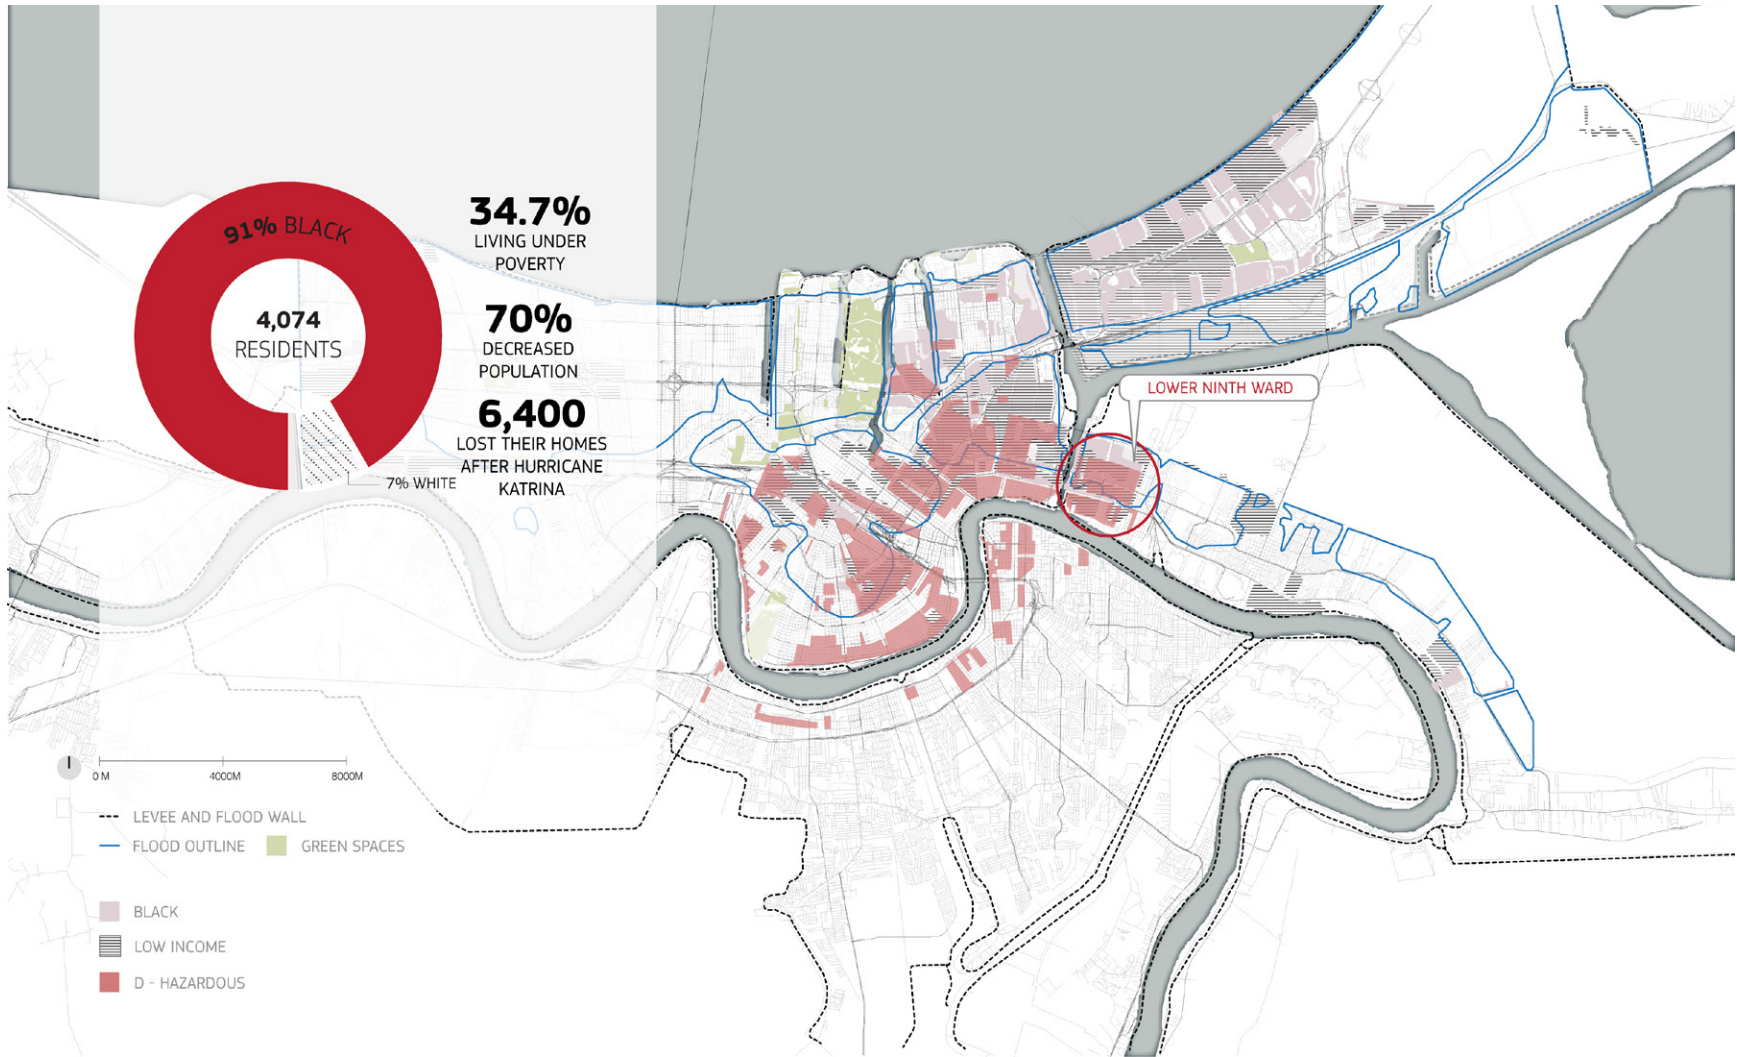 91% BLACK
4,074
RESIDENTS
7% WHITE
34.7%
LIVING UNDER
POVERTY
70%
DECREASED
POPULATION
6,400
LOST THEIR HOMES
AFTER HURRICANE
KATRINA
LOWER NINTH WARD
0 M 4000M 8000M
LEVEE AND FLOOD WALL
FLOOD OUTLINE GREEN SPACES
BLACK
LOW INCOME
D - HAZARDOUS